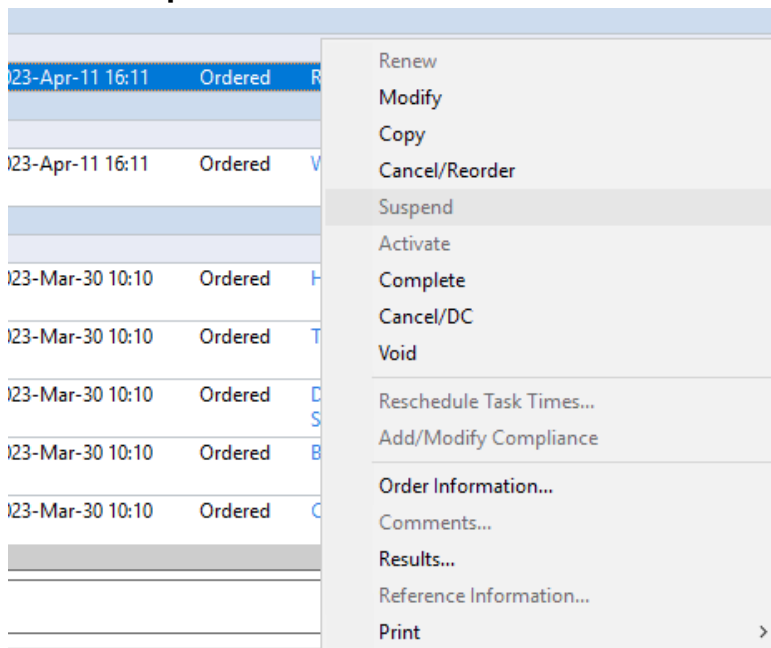 023-Apr-11 16:11 Ordered R
023-Apr-11 16:11 Ordered
023-Mar-30 10:10 Ordered H
023-Mar-30 10:10 Ordered T
023-Mar-30 10:10 Ordered D
S
023-Mar-30 10:10 Ordered B
023-Mar-30 10:10 Ordered C
Renew
Modify
Copy
Cancel/Reorder
Suspend
Activate
Complete
Cancel/DC
Void
Reschedule Task Times...
Add/Modify Compliance
Order Information...
Comments...
Results...
Reference Information...
Print >